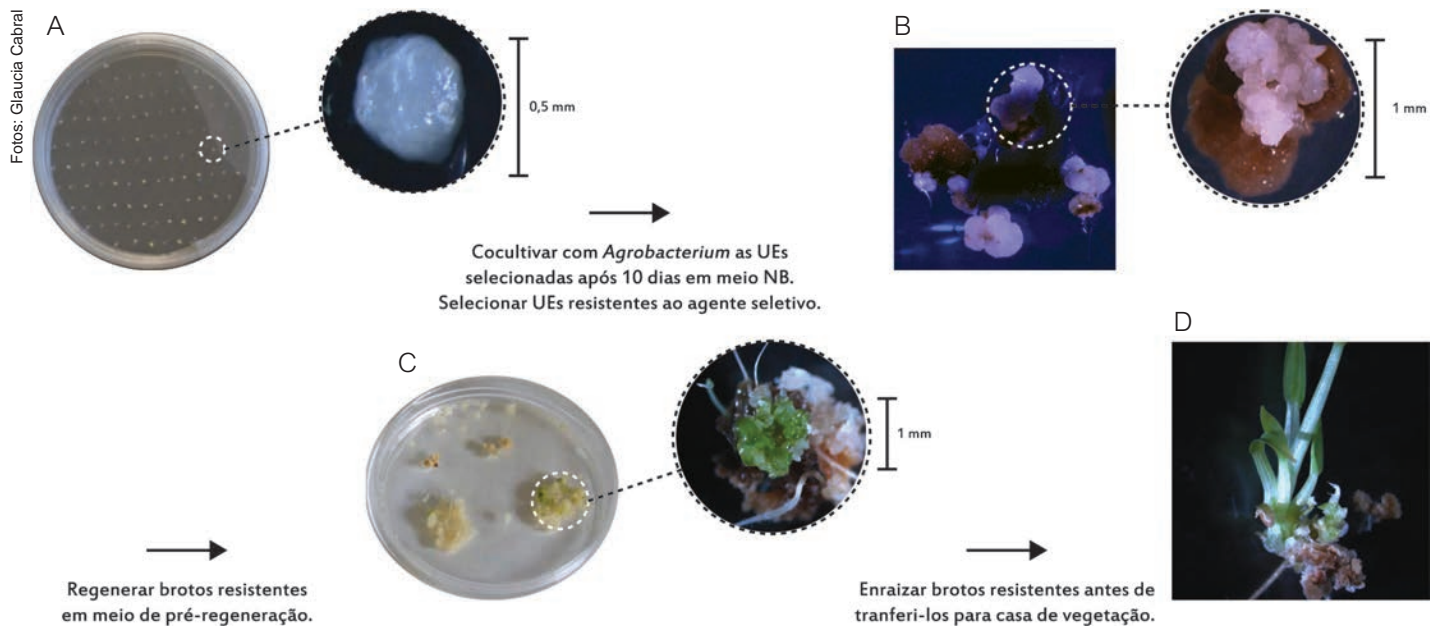 Fotos: Glaucia Cabral
A
0,5 mm
B
1 mm
Cocultivar com Agrobacterium as UEs
selecionadas após 10 dias em meio NB.
Selecionar UEs resistentes ao agente seletivo.
C
1 mm
D
Regenerar brotos resistentes
em meio de pré-regeneração.
Enraizar brotos resistentes antes de
tranferi-los para casa de vegetação.